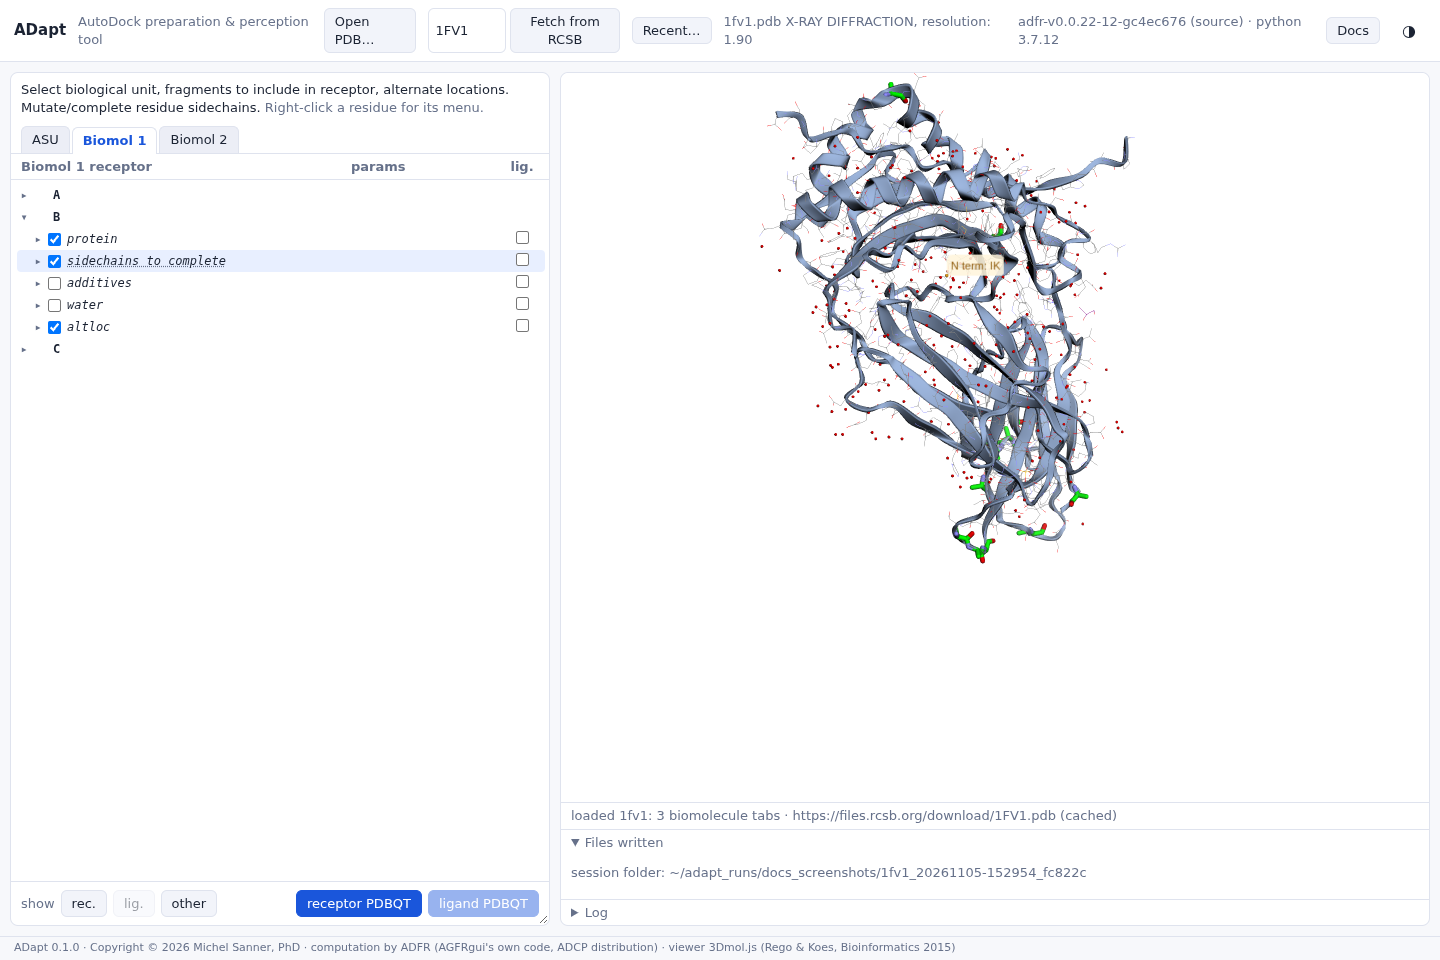 ADapt
AutoDock preparation & perception tool
Open PDB…
1FV1
Fetch from RCSB
Recent…
1fv1.pdb X-RAY DIFFRACTION, resolution: 1.90
adfr-v0.0.22-12-gc4ec676 (source) · python 3.7.12
Docs
Select biological unit, fragments to include in receptor, alternate locations.
Mutate/complete residue sidechains. Right-click a residue for its menu.
ASU
Biomol 1
Biomol 2
Biomol 1 receptor params lig.
A
B
protein
sidechains to complete
additives
water
altloc
C
N term: IK
loaded 1fv1: 3 biomolecule tabs · https://files.rcsb.org/download/1FV1.pdb (cached)
Files written
session folder: ~/adapt_runs/docs_screenshots/1fv1_20261105-152954_fc822c
Log
show rec. lig. other receptor PDBQT ligand PDBQT
ADapt 0.1.0 · Copyright © 2026 Michel Sanner, PhD · computation by ADFR (AGFRgui's own code, ADCP distribution) · viewer 3Dmol.js (Rego & Koes, Bioinformatics 2015)